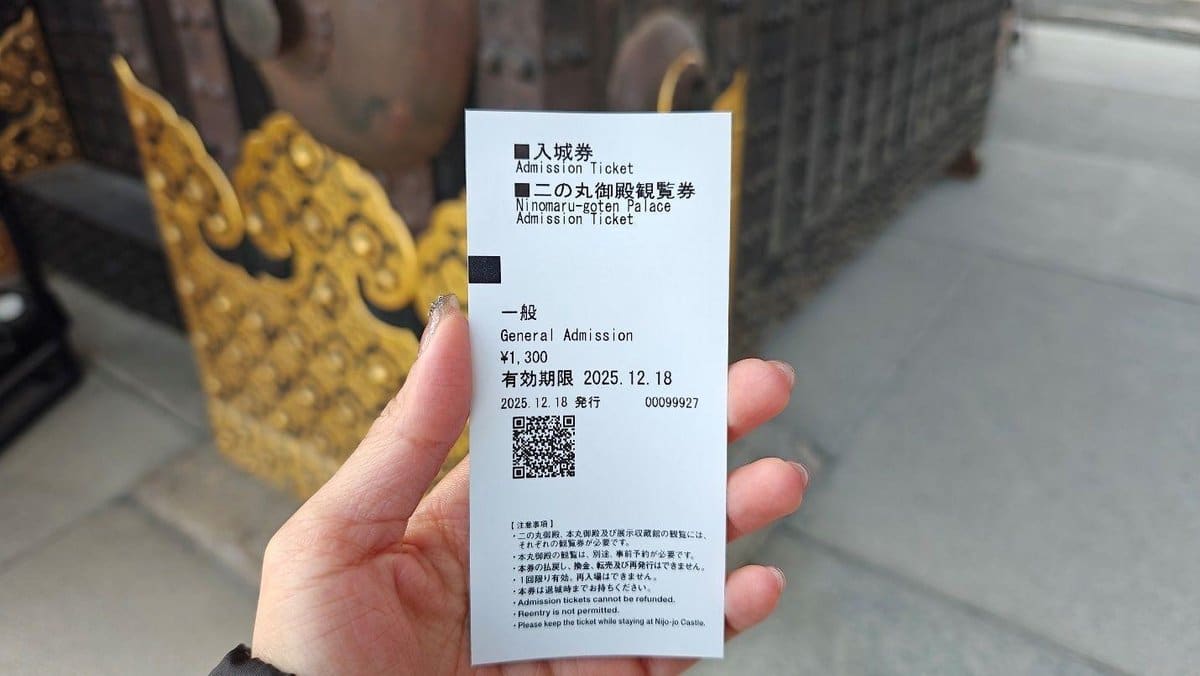 ■入城券
Admission Ticket
■二の丸御殿観覧券
Ninomaru-goten Palace
Admission Ticket
一般
General Admission
¥1,300
有効期限 2025.12.18
2025.12.18 発行 00099927
【注意事項】
・二の丸御殿、本丸御殿及び展示収蔵館の観覧には、
それぞれの観覧券が必要です。
・本丸御殿の観覧は、別途、事前予約が必要です。
・本券の払戻し、換金、転売及び再発行はできません。
・1回限り有効。再入場はできません。
・本券は退城時までお持ちください。
・Admission tickets cannot be refunded.
・Reentry is not permitted.
・Please keep the ticket while staying at Nijo-jo Castle.